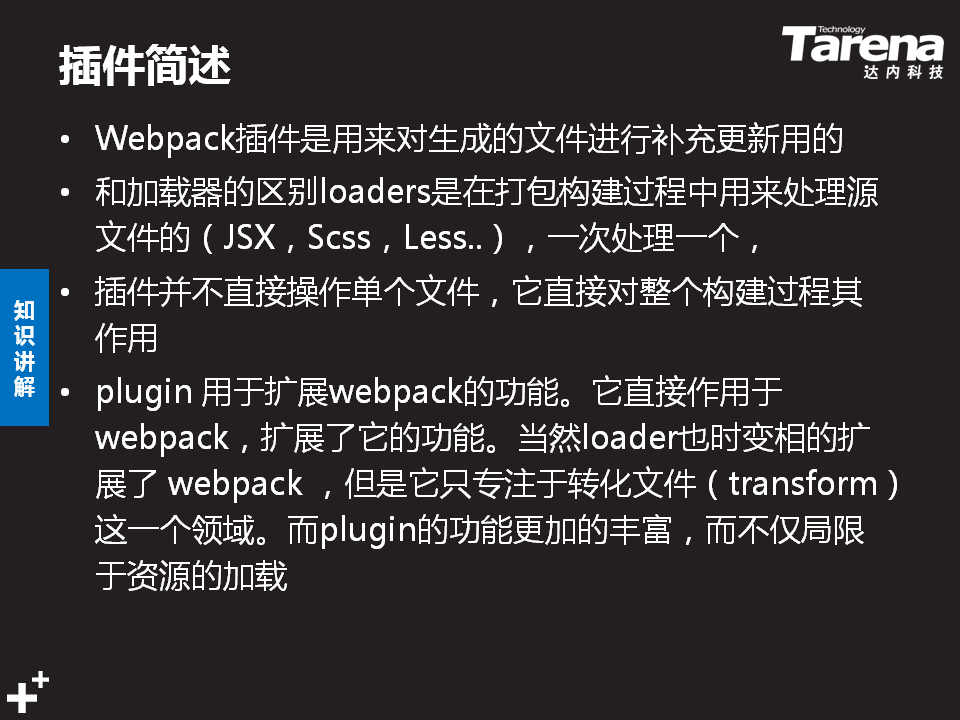 插件简述
Technology
Tarena
达内科技
• Webpack插件是用来对生成的文件进行补充更新用的
• 和加载器的区别loaders是在打包构建过程中用来处理源
文件的（JSX，Scss，Less..），一次处理一个，
• 插件并不直接操作单个文件，它直接对整个构建过程其
作用
• plugin 用于扩展webpack的功能。它直接作用于
webpack，扩展了它的功能。当然loader也时变相的扩
展了 webpack ，但是它只专注于转化文件（transform）
这一个领域。而plugin的功能更加的丰富，而不仅局限
于资源的加载
知
识
讲
解